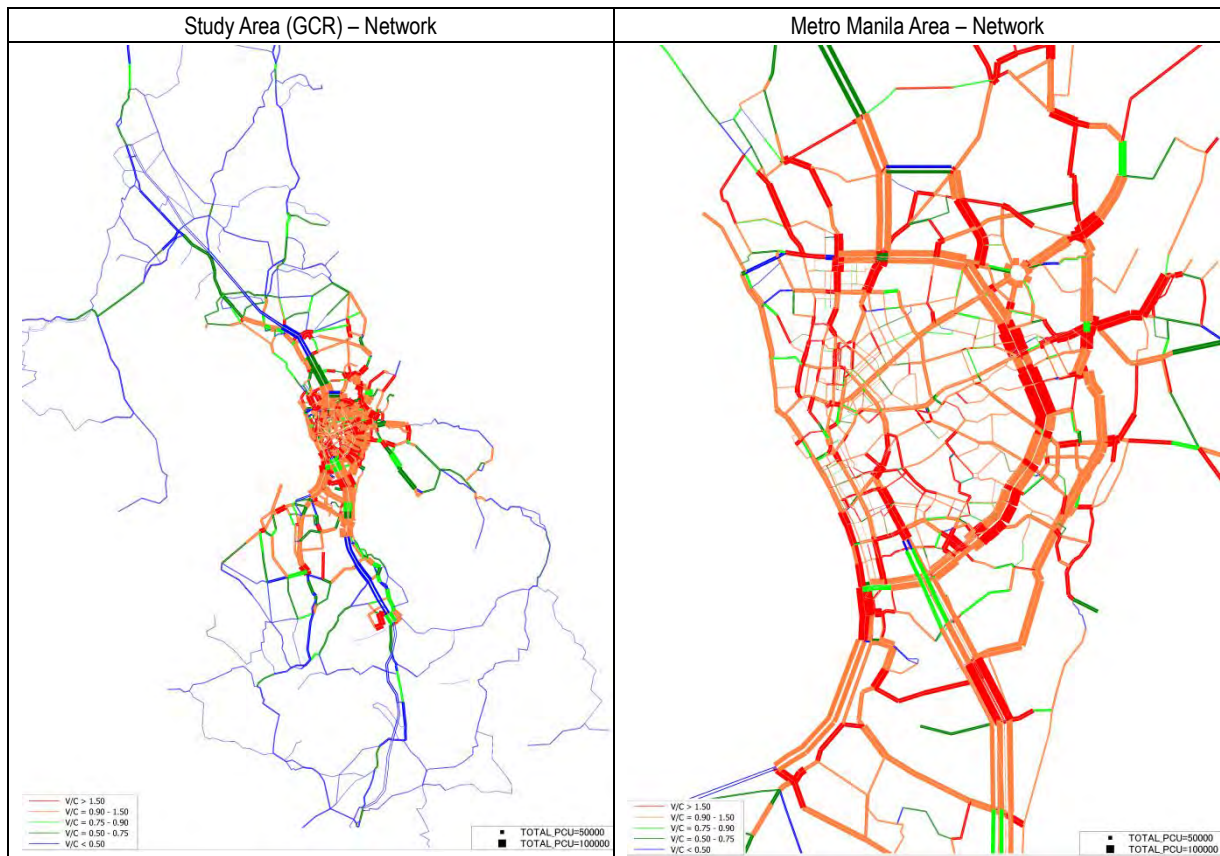 Study Area (GCR) – Network
Metro Manila Area – Network
V/C > 1.50
V/C = 0.90 - 1.50
V/C = 0.75 - 0.90
V/C = 0.50 - 0.75
V/C < 0.50
TOTAL_PCU=50000
TOTAL_PCU=100000
V/C > 1.50
V/C = 0.90 - 1.50
V/C = 0.75 - 0.90
V/C = 0.50 - 0.75
V/C < 0.50
TOTAL_PCU=50000
TOTAL_PCU=100000